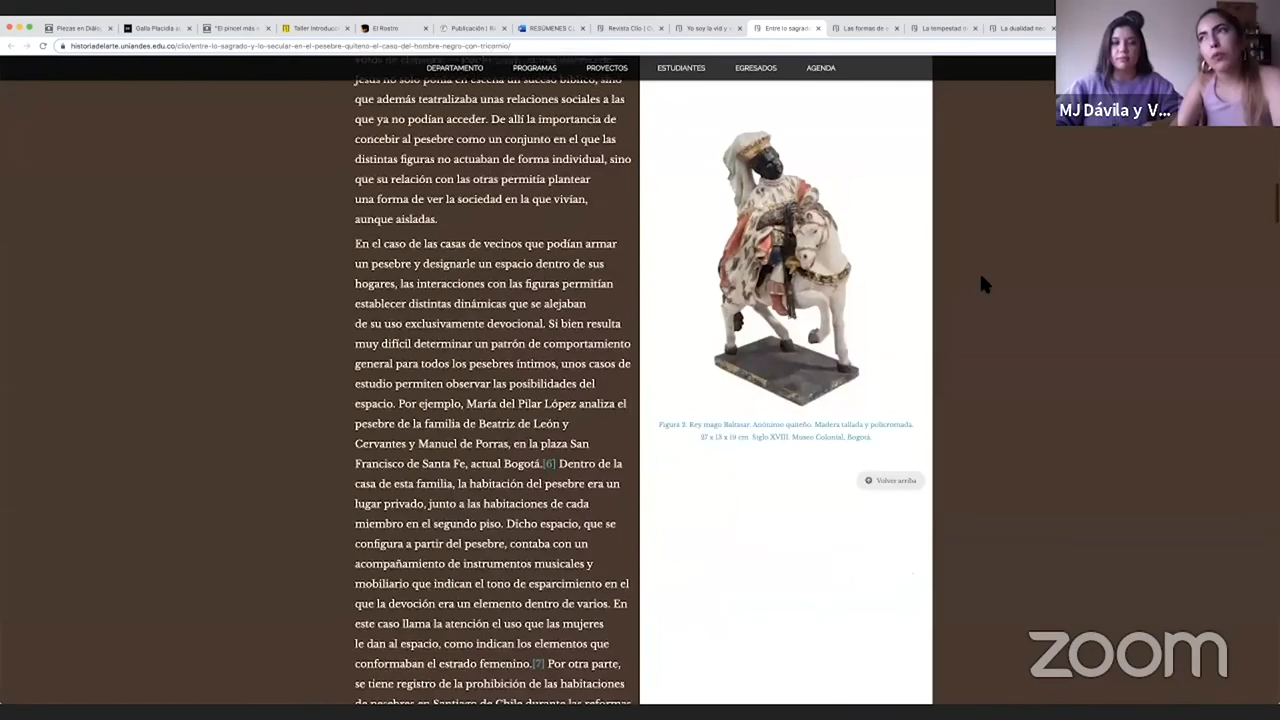 Piezas en Diálo
Galla Placidia a
"El pincel más
Taller Introducc
El Rostro
Publicación | R
RESÚMENES C
Revista Clío | C
Yo soy la vid y
Entre lo sagrado
Las formas de
La tempestad d
La dualidad ne
historiadelarte.uniandes.edu.co/clio/entre-lo-sagrado-y-lo-secular-en-el-pesebre-quiteno-el-caso-del-hombre-negro-con-tricornio/
DEPARTAMENTO PROGRAMAS PROYECTOS ESTUDIANTES EGRESADOS AGENDA
MJ Dávila y V...
Jesús no solo ponía en escena un suceso bíblico, sino
que además teatralizaba unas relaciones sociales a las
que ya no podían acceder. De allí la importancia de
concebir al pesebre como un conjunto en el que las
distintas figuras no actuaban de forma individual, sino
que su relación con las otras permitía plantear
una forma de ver la sociedad en la que vivían,
aunque aisladas.
En el caso de las casas de vecinos que podían armar
un pesebre y designarle un espacio dentro de sus
hogares, las interacciones con las figuras permitían
establecer distintas dinámicas que se alejaban
de su uso exclusivamente devocional. Si bien resulta
muy difícil determinar un patrón de comportamiento
general para todos los pesebres íntimos, unos casos de
estudio permiten observar las posibilidades del
espacio. Por ejemplo, María del Pilar López analiza el
pesebre de la familia de Beatriz de León y
Cervantes y Manuel de Porras, en la plaza San
Francisco de Santa Fe, actual Bogotá.[6] Dentro de la
casa de esta familia, la habitación del pesebre era un
lugar privado, junto a las habitaciones de cada
miembro en el segundo piso. Dicho espacio, que se
configura a partir del pesebre, contaba con un
acompañamiento de instrumentos musicales y
mobiliario que indican el tono de esparcimiento en el
que la devoción era un elemento dentro de varios. En
este caso llama la atención el uso que las mujeres
le dan al espacio, como indican los elementos que
conformaban el estrado femenino.[7] Por otra parte,
se tiene registro de la prohibición de las habitaciones
de pesebres en Santiago de Chile durante las reformas
Figura 2. Rey mago Baltasar. Anónimo quiteño. Madera tallada y policromada.
27 x 13 x 19 cm Siglo XVIII. Museo Colonial, Bogotá.
Volver arriba
zoom